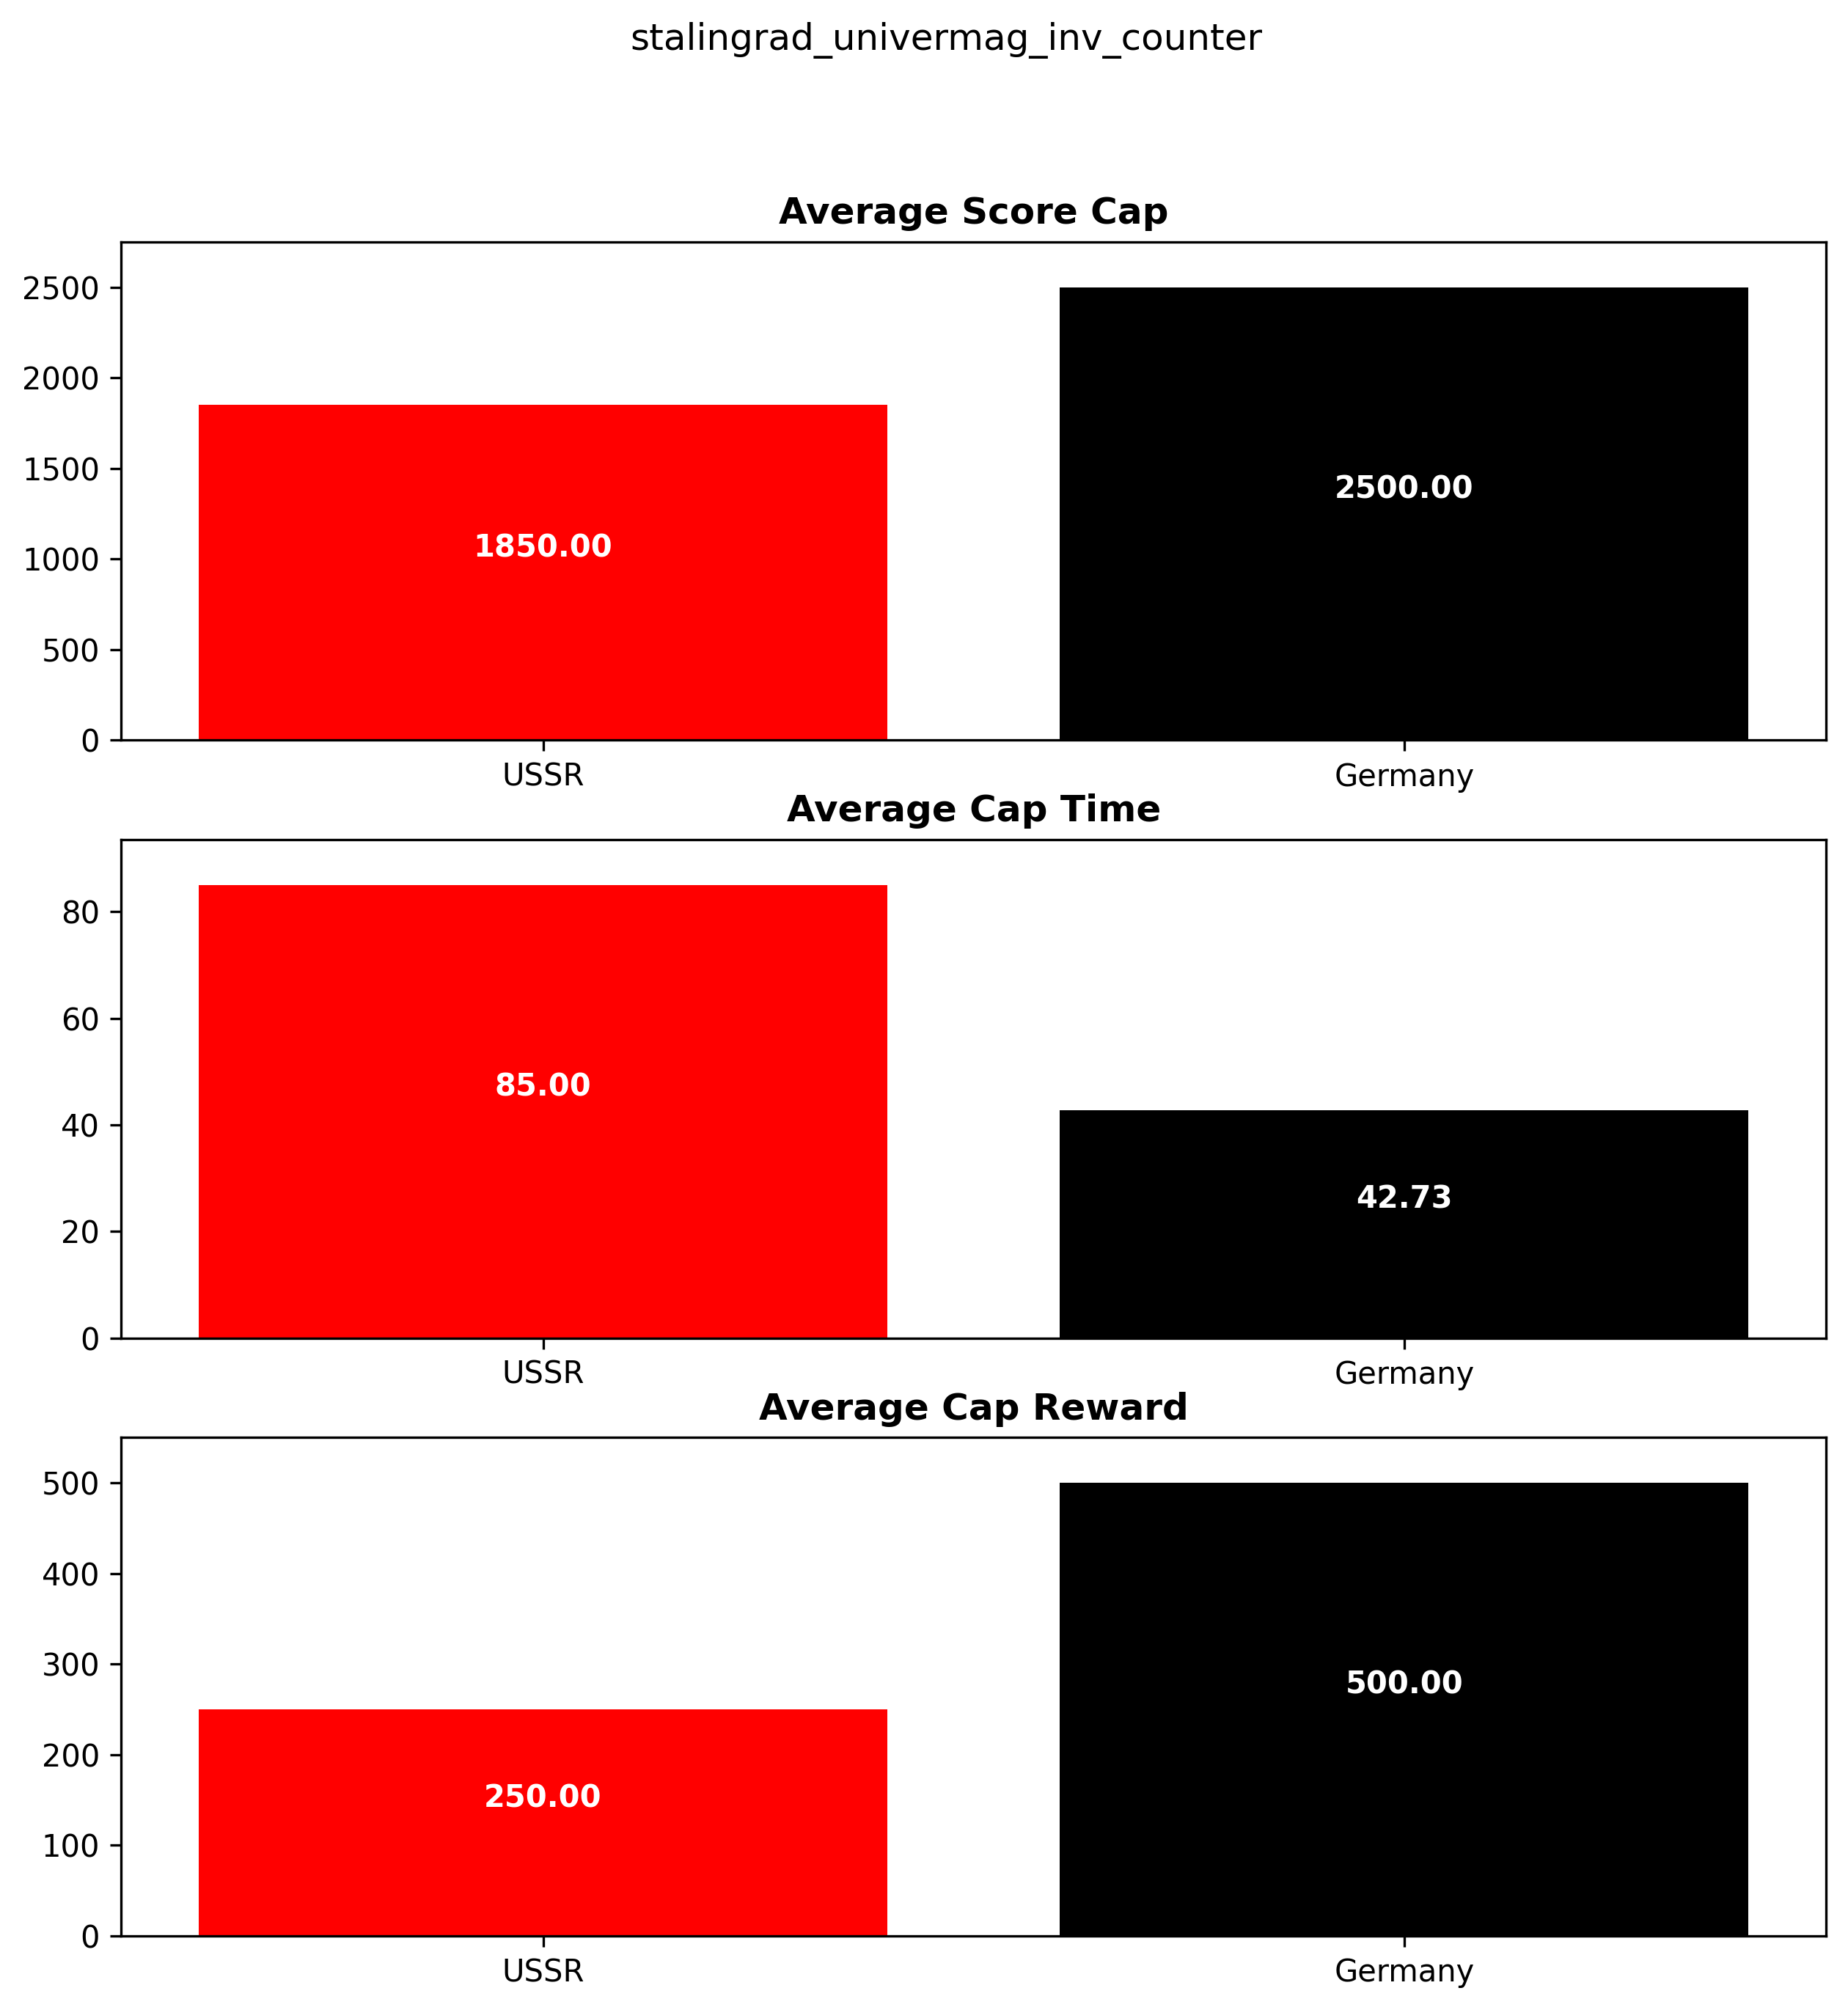 stalingrad_univermag_inv_counter
Average Score Cap
2500
2000
1500
1000
500
0
1850.00
2500.00
USSR
Germany
Average Cap Time
80
60
40
20
0
85.00
42.73
USSR
Germany
Average Cap Reward
500
400
300
200
100
0
250.00
500.00
USSR
Germany